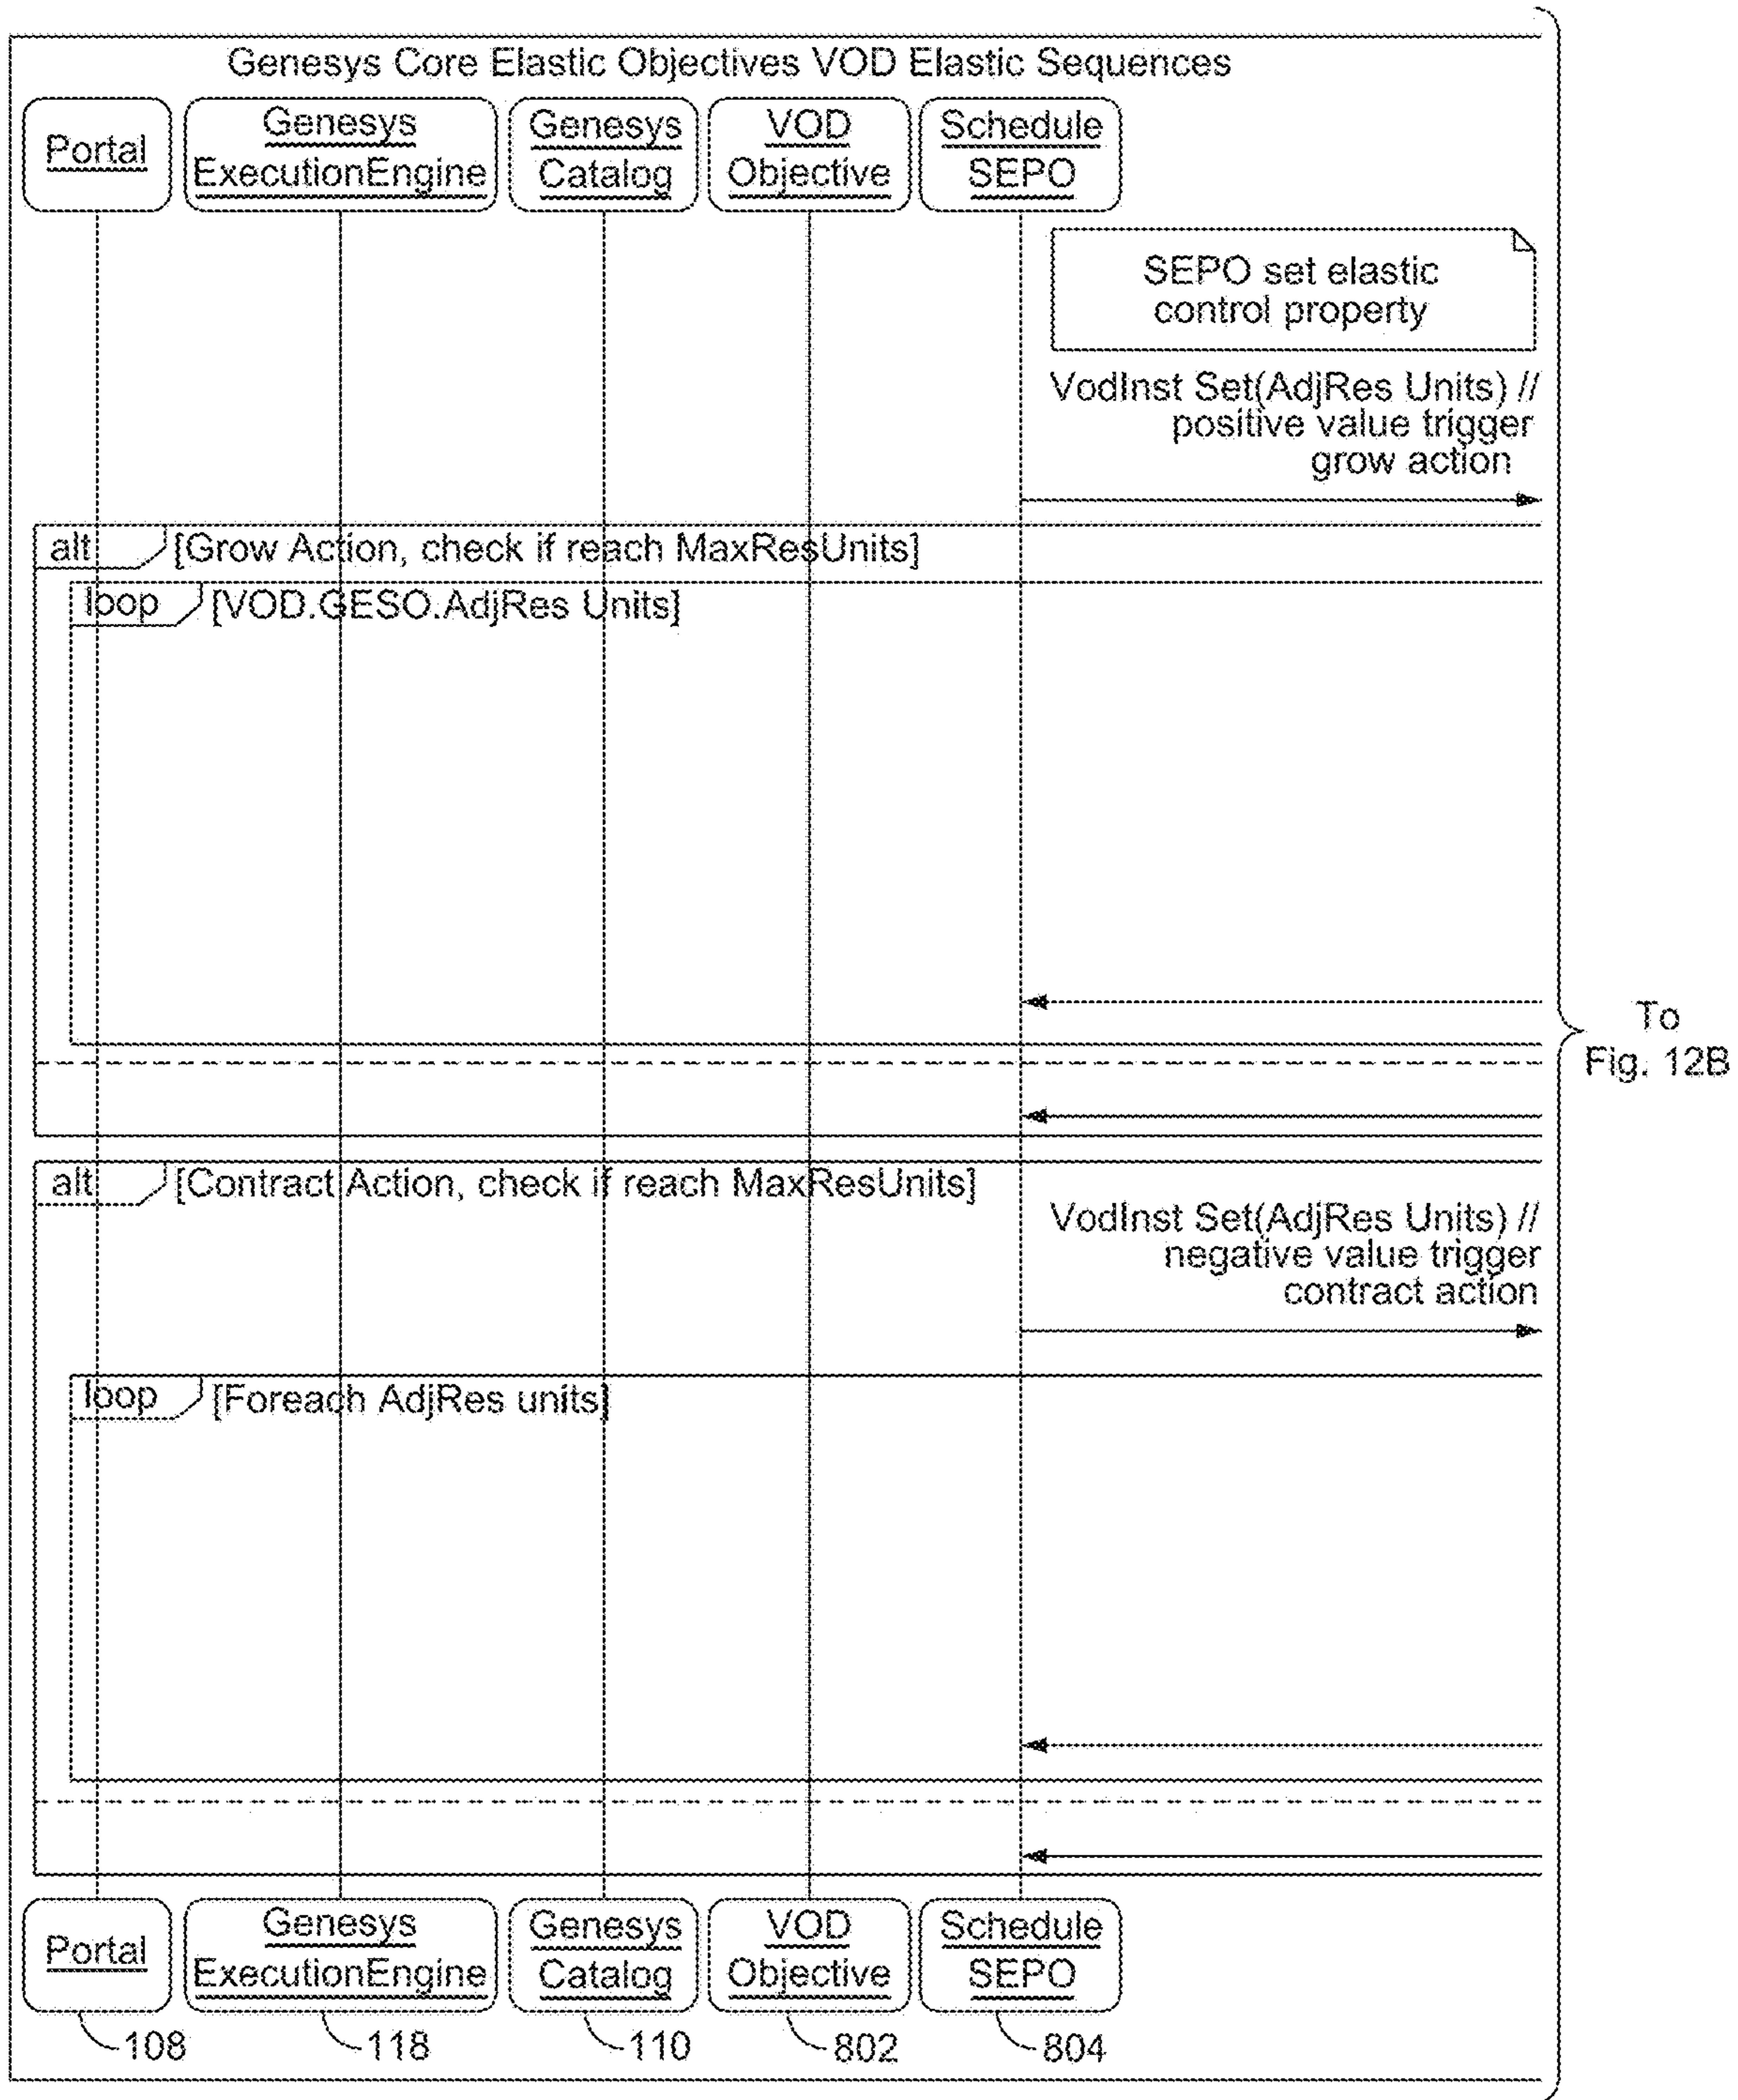 Genesys Core Elastic Objectives VOD Elastic Sequences
Portal
Genesys
ExecutionEngine
Genesys
Catalog
VOD
Objective
Schedule
SEPO
SEPO set elastic
control property
VodInst Set(AdjRes Units) //
positive value trigger
grow action
alt
[Grow Action, check if reach MaxResUnits]
loop
[VOD.GESO.AdjRes Units]
To
Fig. 12B
alt
[Contract Action, check if reach MaxResUnits]
VodInst Set(AdjRes Units) //
negative value trigger
contract action
loop
[Foreach AdjRes units]
Portal
Genesys
ExecutionEngine
Genesys
Catalog
VOD
Objective
Schedule
SEPO
108
118
110
802
804